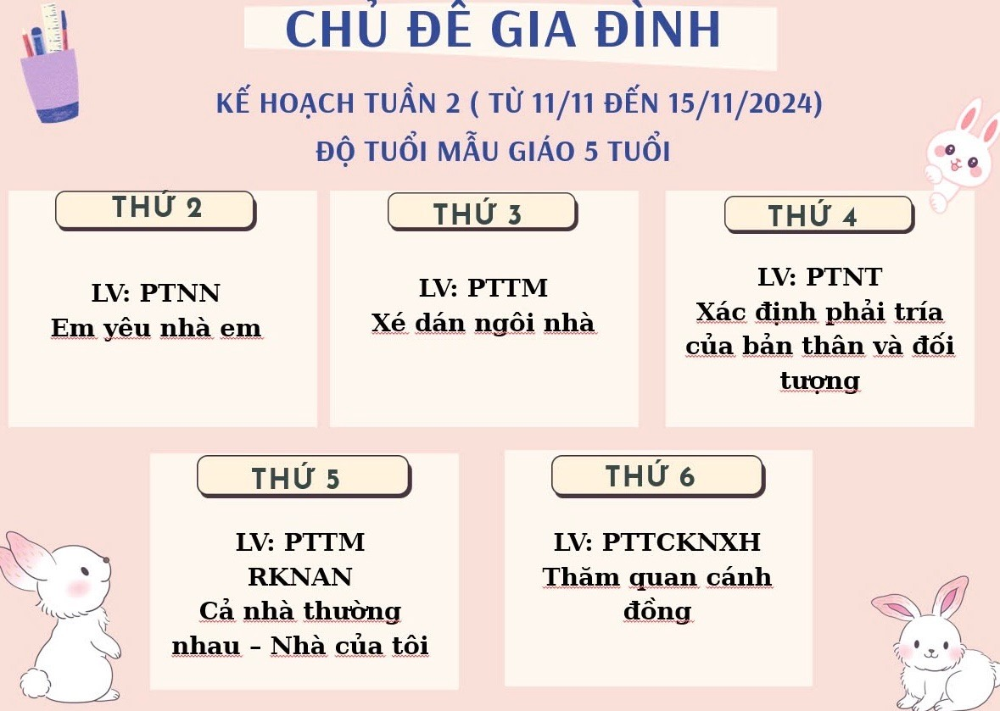 CHỦ ĐỀ GIA ĐÌNH
KẾ HOẠCH TUẦN 2 ( TỪ 11/11 ĐẾN 15/11/2024)
ĐỘ TUỔI MẪU GIÁO 5 TUỔI
THỨ 2
LV: PTNN
Em yêu nhà em
THỨ 3
LV: PTTM
Xé dán ngôi nhà
THỨ 4
LV: PTNT
Xác định phải tría
của bản thân và đối
tượng
THỨ 5
LV: PTTM
RKNAN
Cả nhà thường
nhau – Nhà của tôi
THỨ 6
LV: PTTCKNXH
Thăm quan cánh
đồng